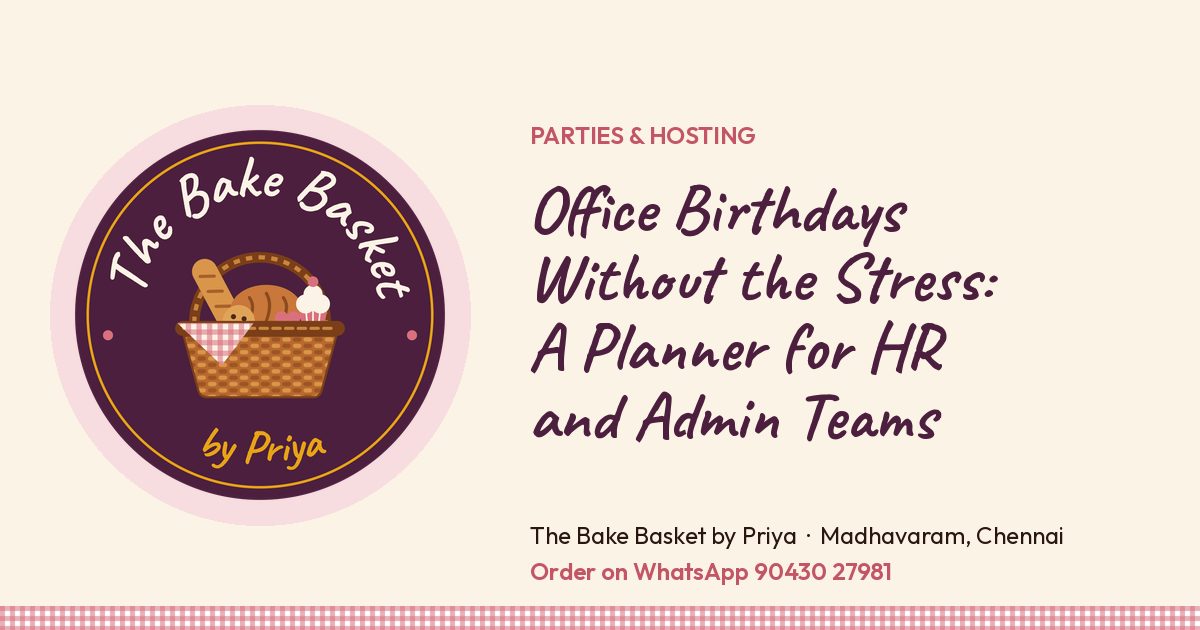 The Bake Basket
by Priya
PARTIES & HOSTING
Office Birthdays
Without the Stress:
A Planner for HR
and Admin Teams
The Bake Basket by Priya · Madhavaram, Chennai
Order on WhatsApp 90430 27981